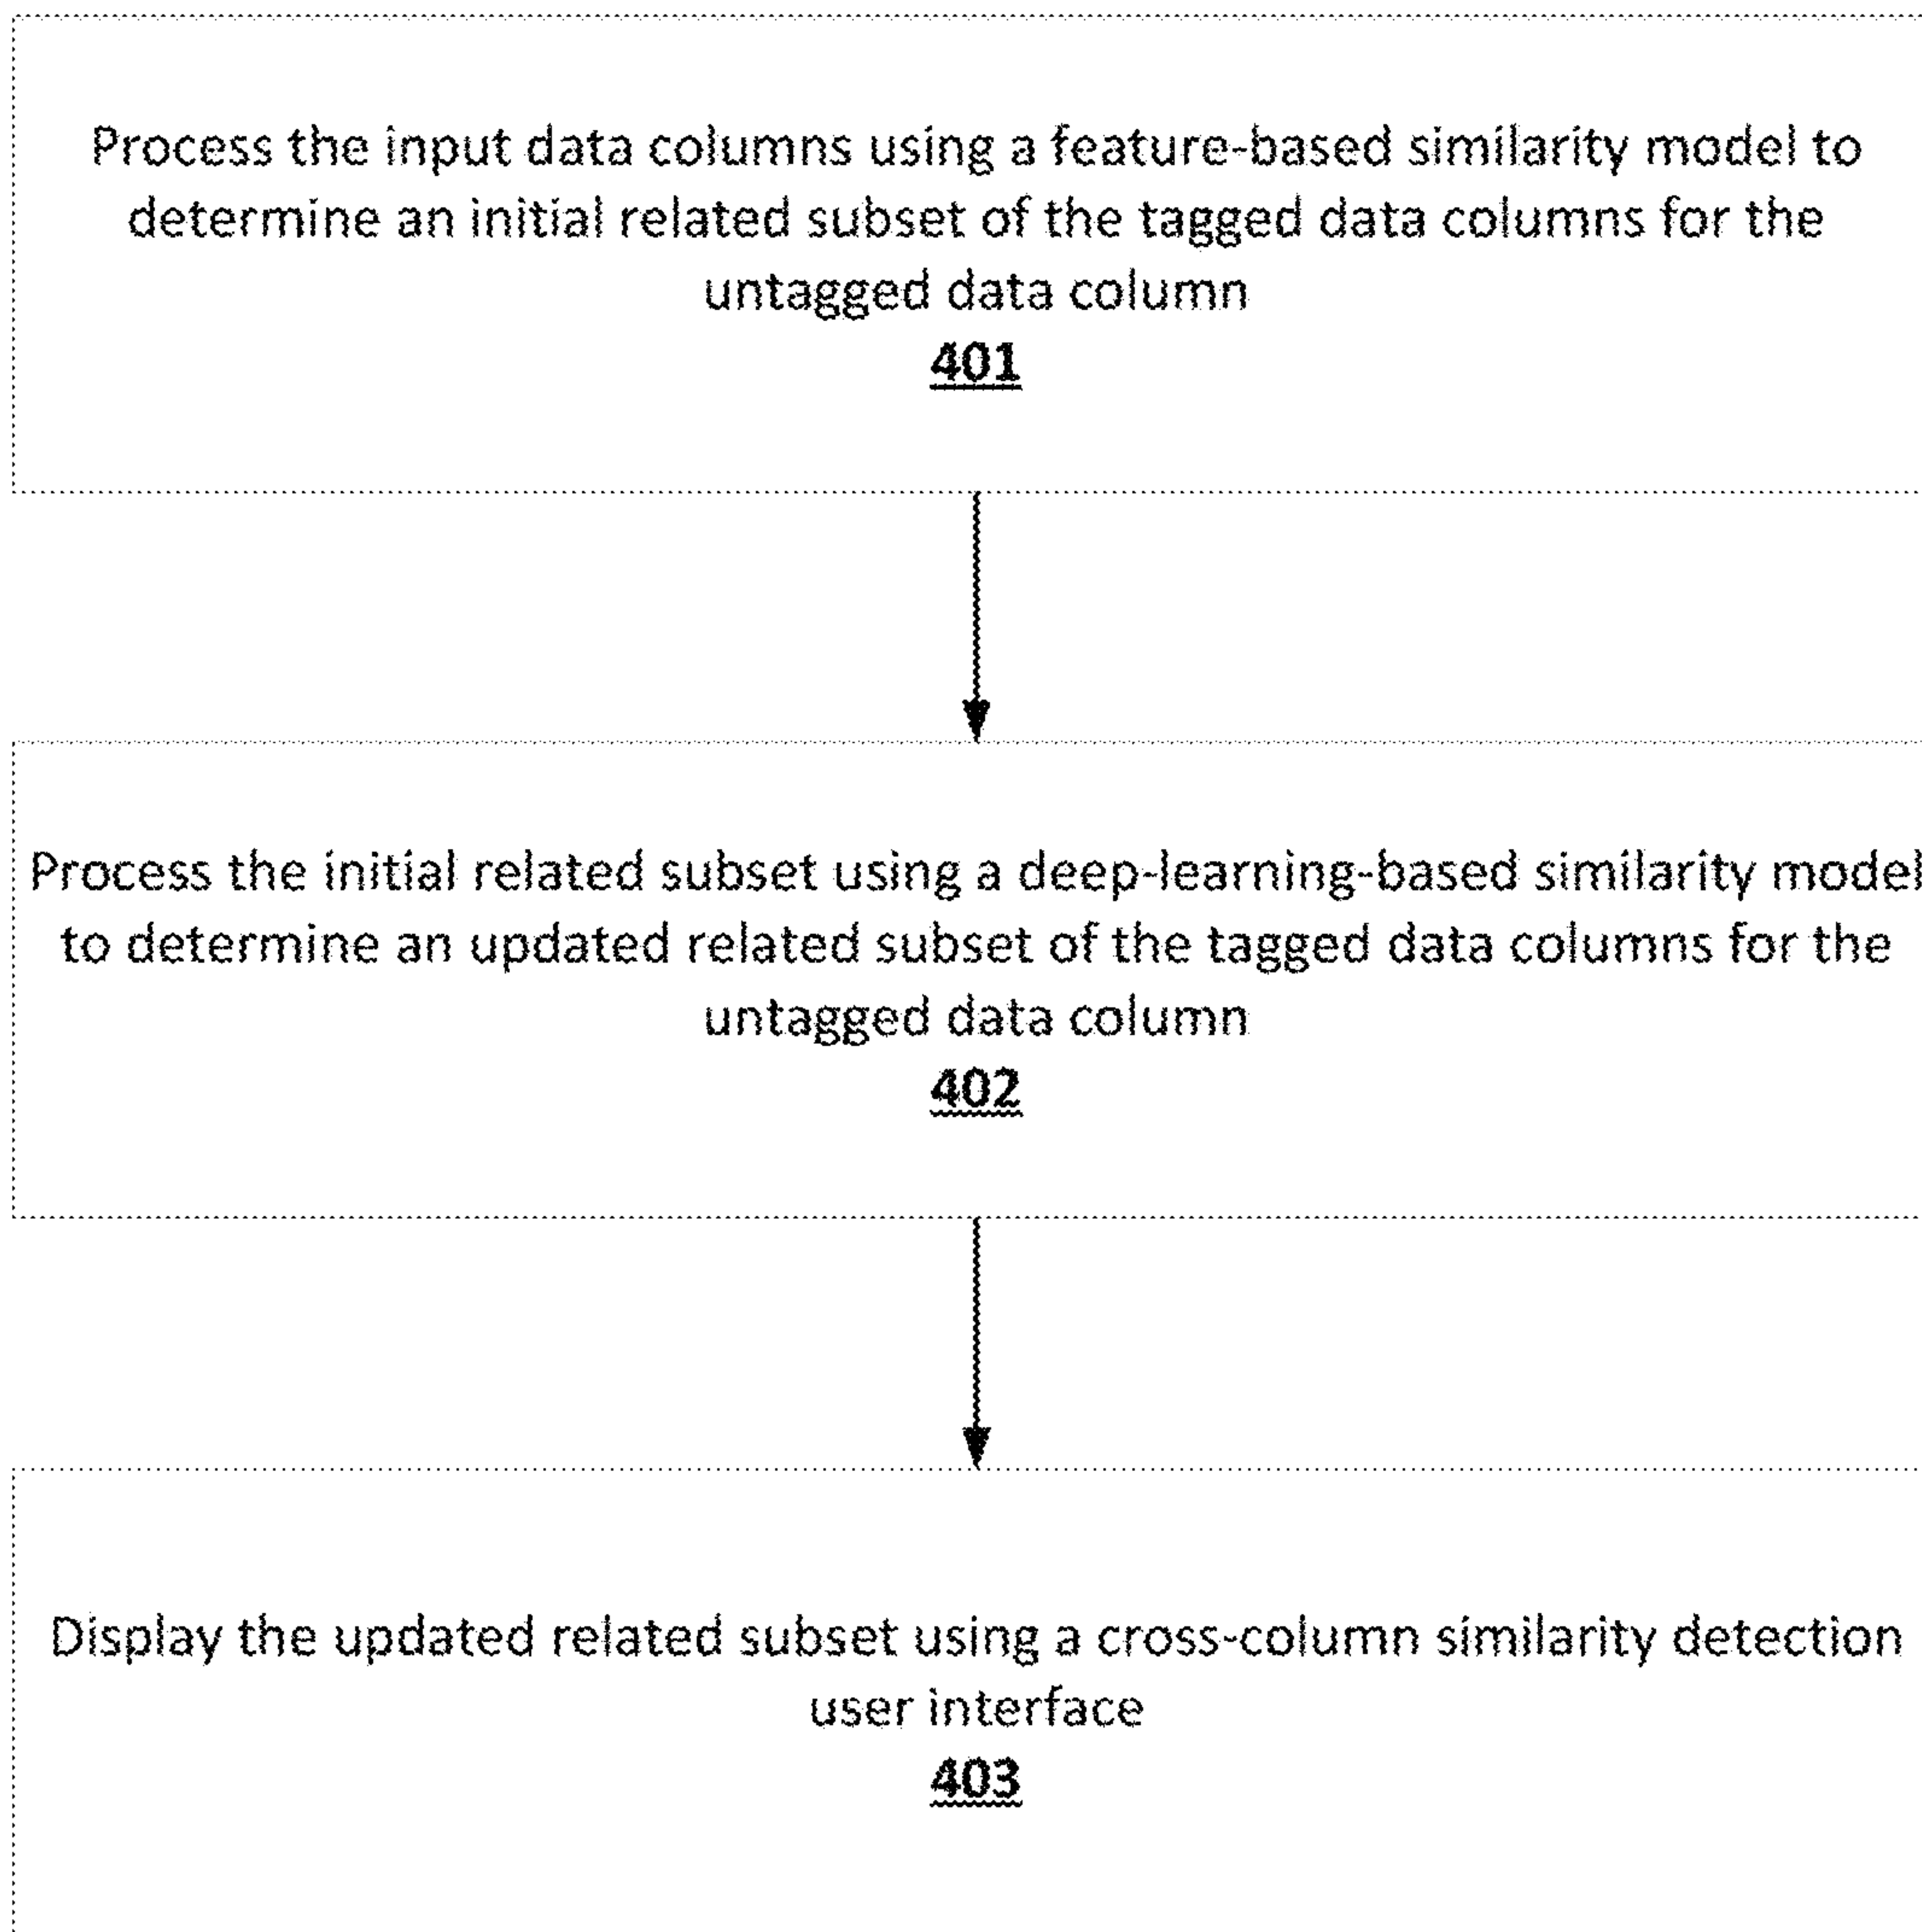 Process the input data columns using a feature-based similarity model to
determine an initial related subset of the tagged data columns for the
untagged data column
401
Process the initial related subset using a deep-learning-based similarity model
to determine an updated related subset of the tagged data columns for the
untagged data column
402
Display the updated related subset using a cross-column similarity detection
user interface
403